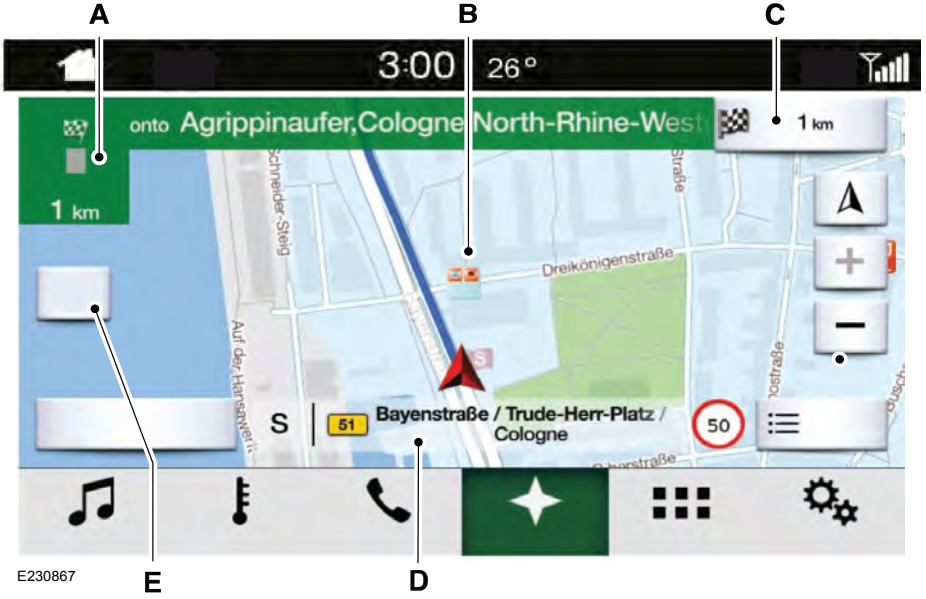 A
B
C
3:00 26°
onto Agrippinaufer,Cologne North-Rhine-West
1 km
1 km
Schneider-Steig
Straße
Dreikönigenstraße
Auf der Hansawerft
S
S
51
Bayenstraße / Trude-Herr-Platz /
Cologne
50
E230867
E
D